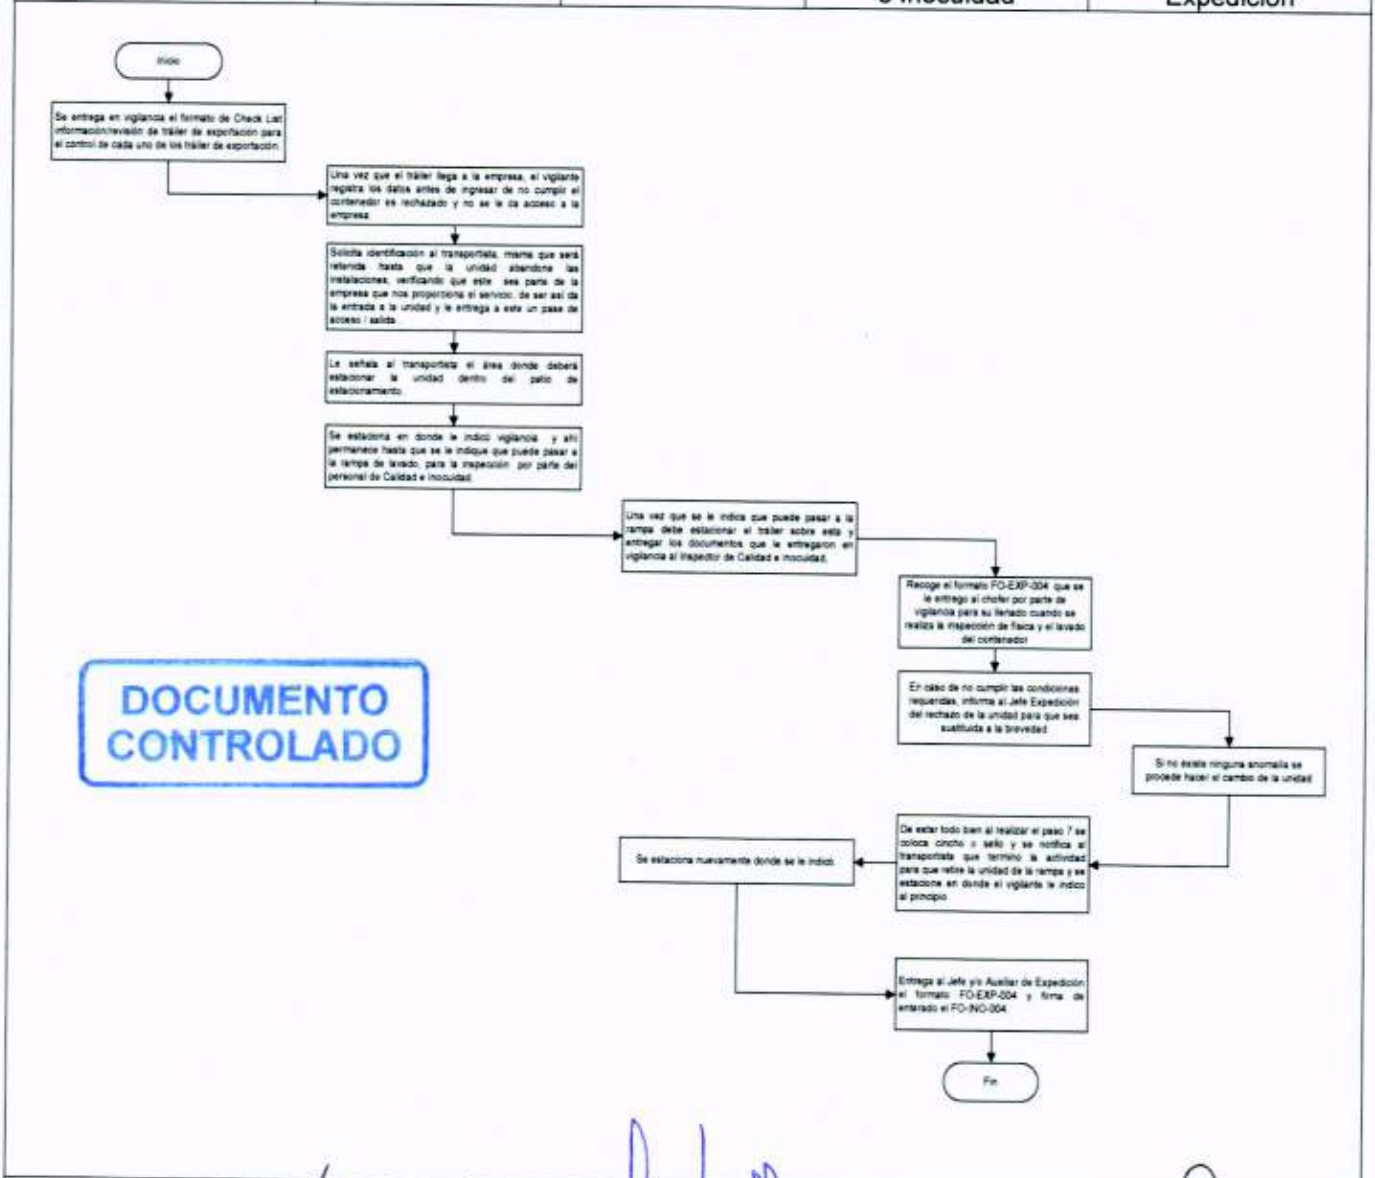 e Inocuidad
Expedición
Inicio
Se entrega en vigilancia el formato de Check List
información/revisión de tráiler de exportación para
el control de cada uno de los tráiler de exportación.
Una vez que el tráiler llega a la empresa, el vigilante
registra los datos antes de ingresar de no cumplir el
contenedor es rechazado y no se le da acceso a la
empresa
Solicita identificación al transportista, misma que será
retenida hasta que la unidad abandone las
instalaciones, verificando que este sea parte de la
empresa que nos proporciona el servicio, de ser así da
la entrada a la unidad y le entrega a este un pase de
acceso / salida.
Le señala al transportista el área donde deberá
estacionar la unidad dentro del patio de
estacionamiento.
Se estaciona en donde le indicó vigilancia y ahí
permanece hasta que se le indique que puede pasar a
la rampa de lavado, para la inspección por parte del
personal de Calidad e inocuidad.
Una vez que se le indica que puede pasar a la
rampa debe estacionar el tráiler sobre esta y
entregar los documentos que le entregaron en
vigilancia al Inspector de Calidad e inocuidad.
Recoge el formato FO-EXP-004 que se
le entrego al chofer por parte de
vigilancia para su llenado cuando se
realiza la inspección de física y el lavado
del contenedor
En caso de no cumplir las condiciones
requeridas, informa al Jefe Expedición
del rechazo de la unidad para que sea
sustituida a la brevedad
Si no existe ninguna anomalía se
procede hacer el cambio de la unidad
De estar todo bien al realizar el paso 7 se
coloca cincho o sello y se notifica al
transportista que termino la actividad
para que retire la unidad de la rampa y se
estacione en donde el vigilante le indico
al principio
Se estaciona nuevamente donde se le indicó.
Entrega al Jefe y/o Auxiliar de Expedición
el formato FO-EXP-004 y firma de
enterado el FO-INO-004
Fin
DOCUMENTO
CONTROLADO